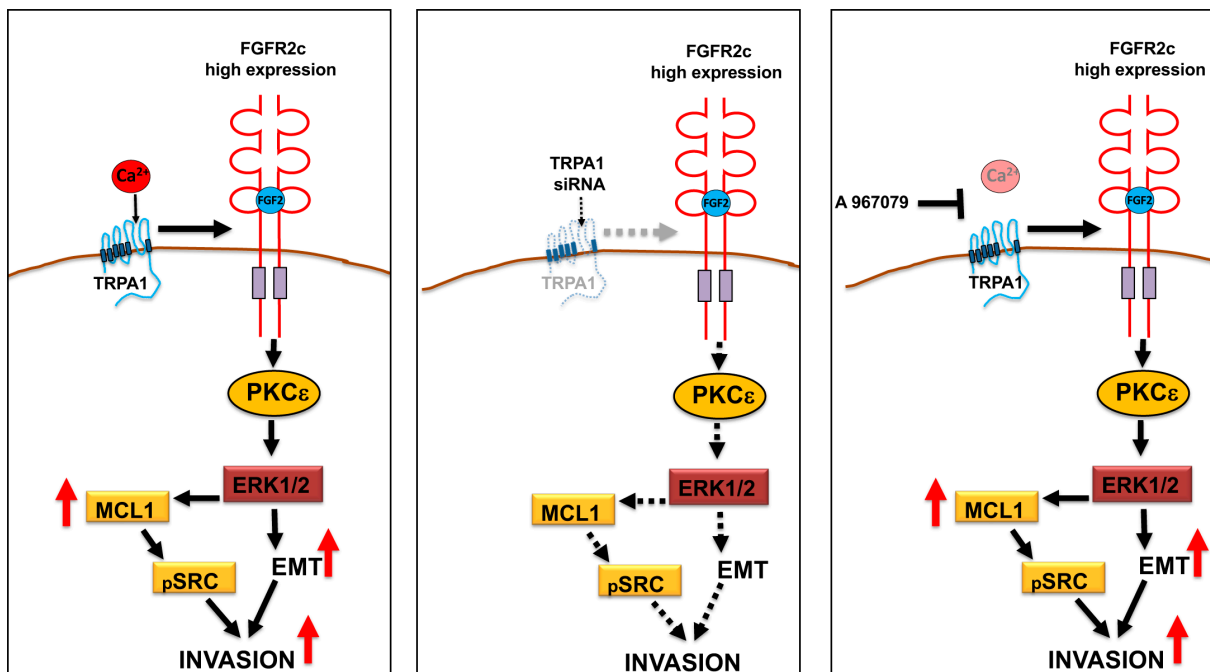 FGFR2c
high expression
Ca²⁺
FGF2
TRPA1
PKCε
ERK1/2
MCL1
pSRC
EMT
INVASION
FGFR2c
high expression
TRPA1
siRNA
FGF2
TRPA1
PKCε
ERK1/2
MCL1
pSRC
EMT
INVASION
FGFR2c
high expression
Ca²⁺
A 967079
FGF2
TRPA1
PKCε
ERK1/2
MCL1
pSRC
EMT
INVASION